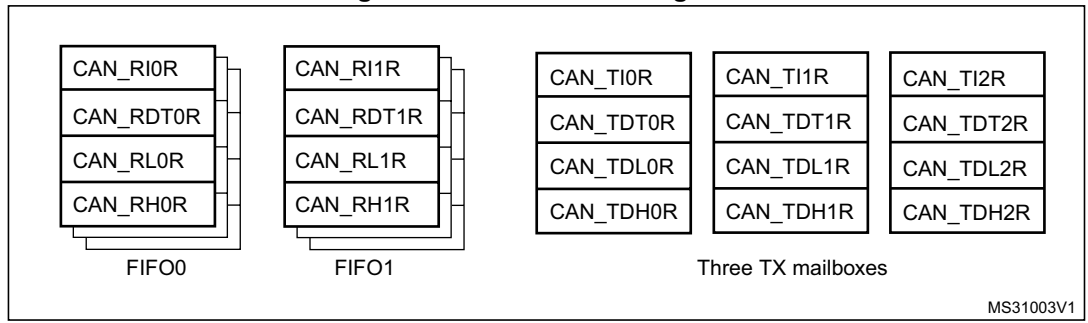 CAN_RI0R
CAN_RDT0R
CAN_RL0R
CAN_RH0R
FIFO0
CAN_RI1R
CAN_RDT1R
CAN_RL1R
CAN_RH1R
FIFO1
CAN_TI0R
CAN_TDT0R
CAN_TDL0R
CAN_TDH0R
CAN_TI1R
CAN_TDT1R
CAN_TDL1R
CAN_TDH1R
CAN_TI2R
CAN_TDT2R
CAN_TDL2R
CAN_TDH2R
Three TX mailboxes
MS31003V1